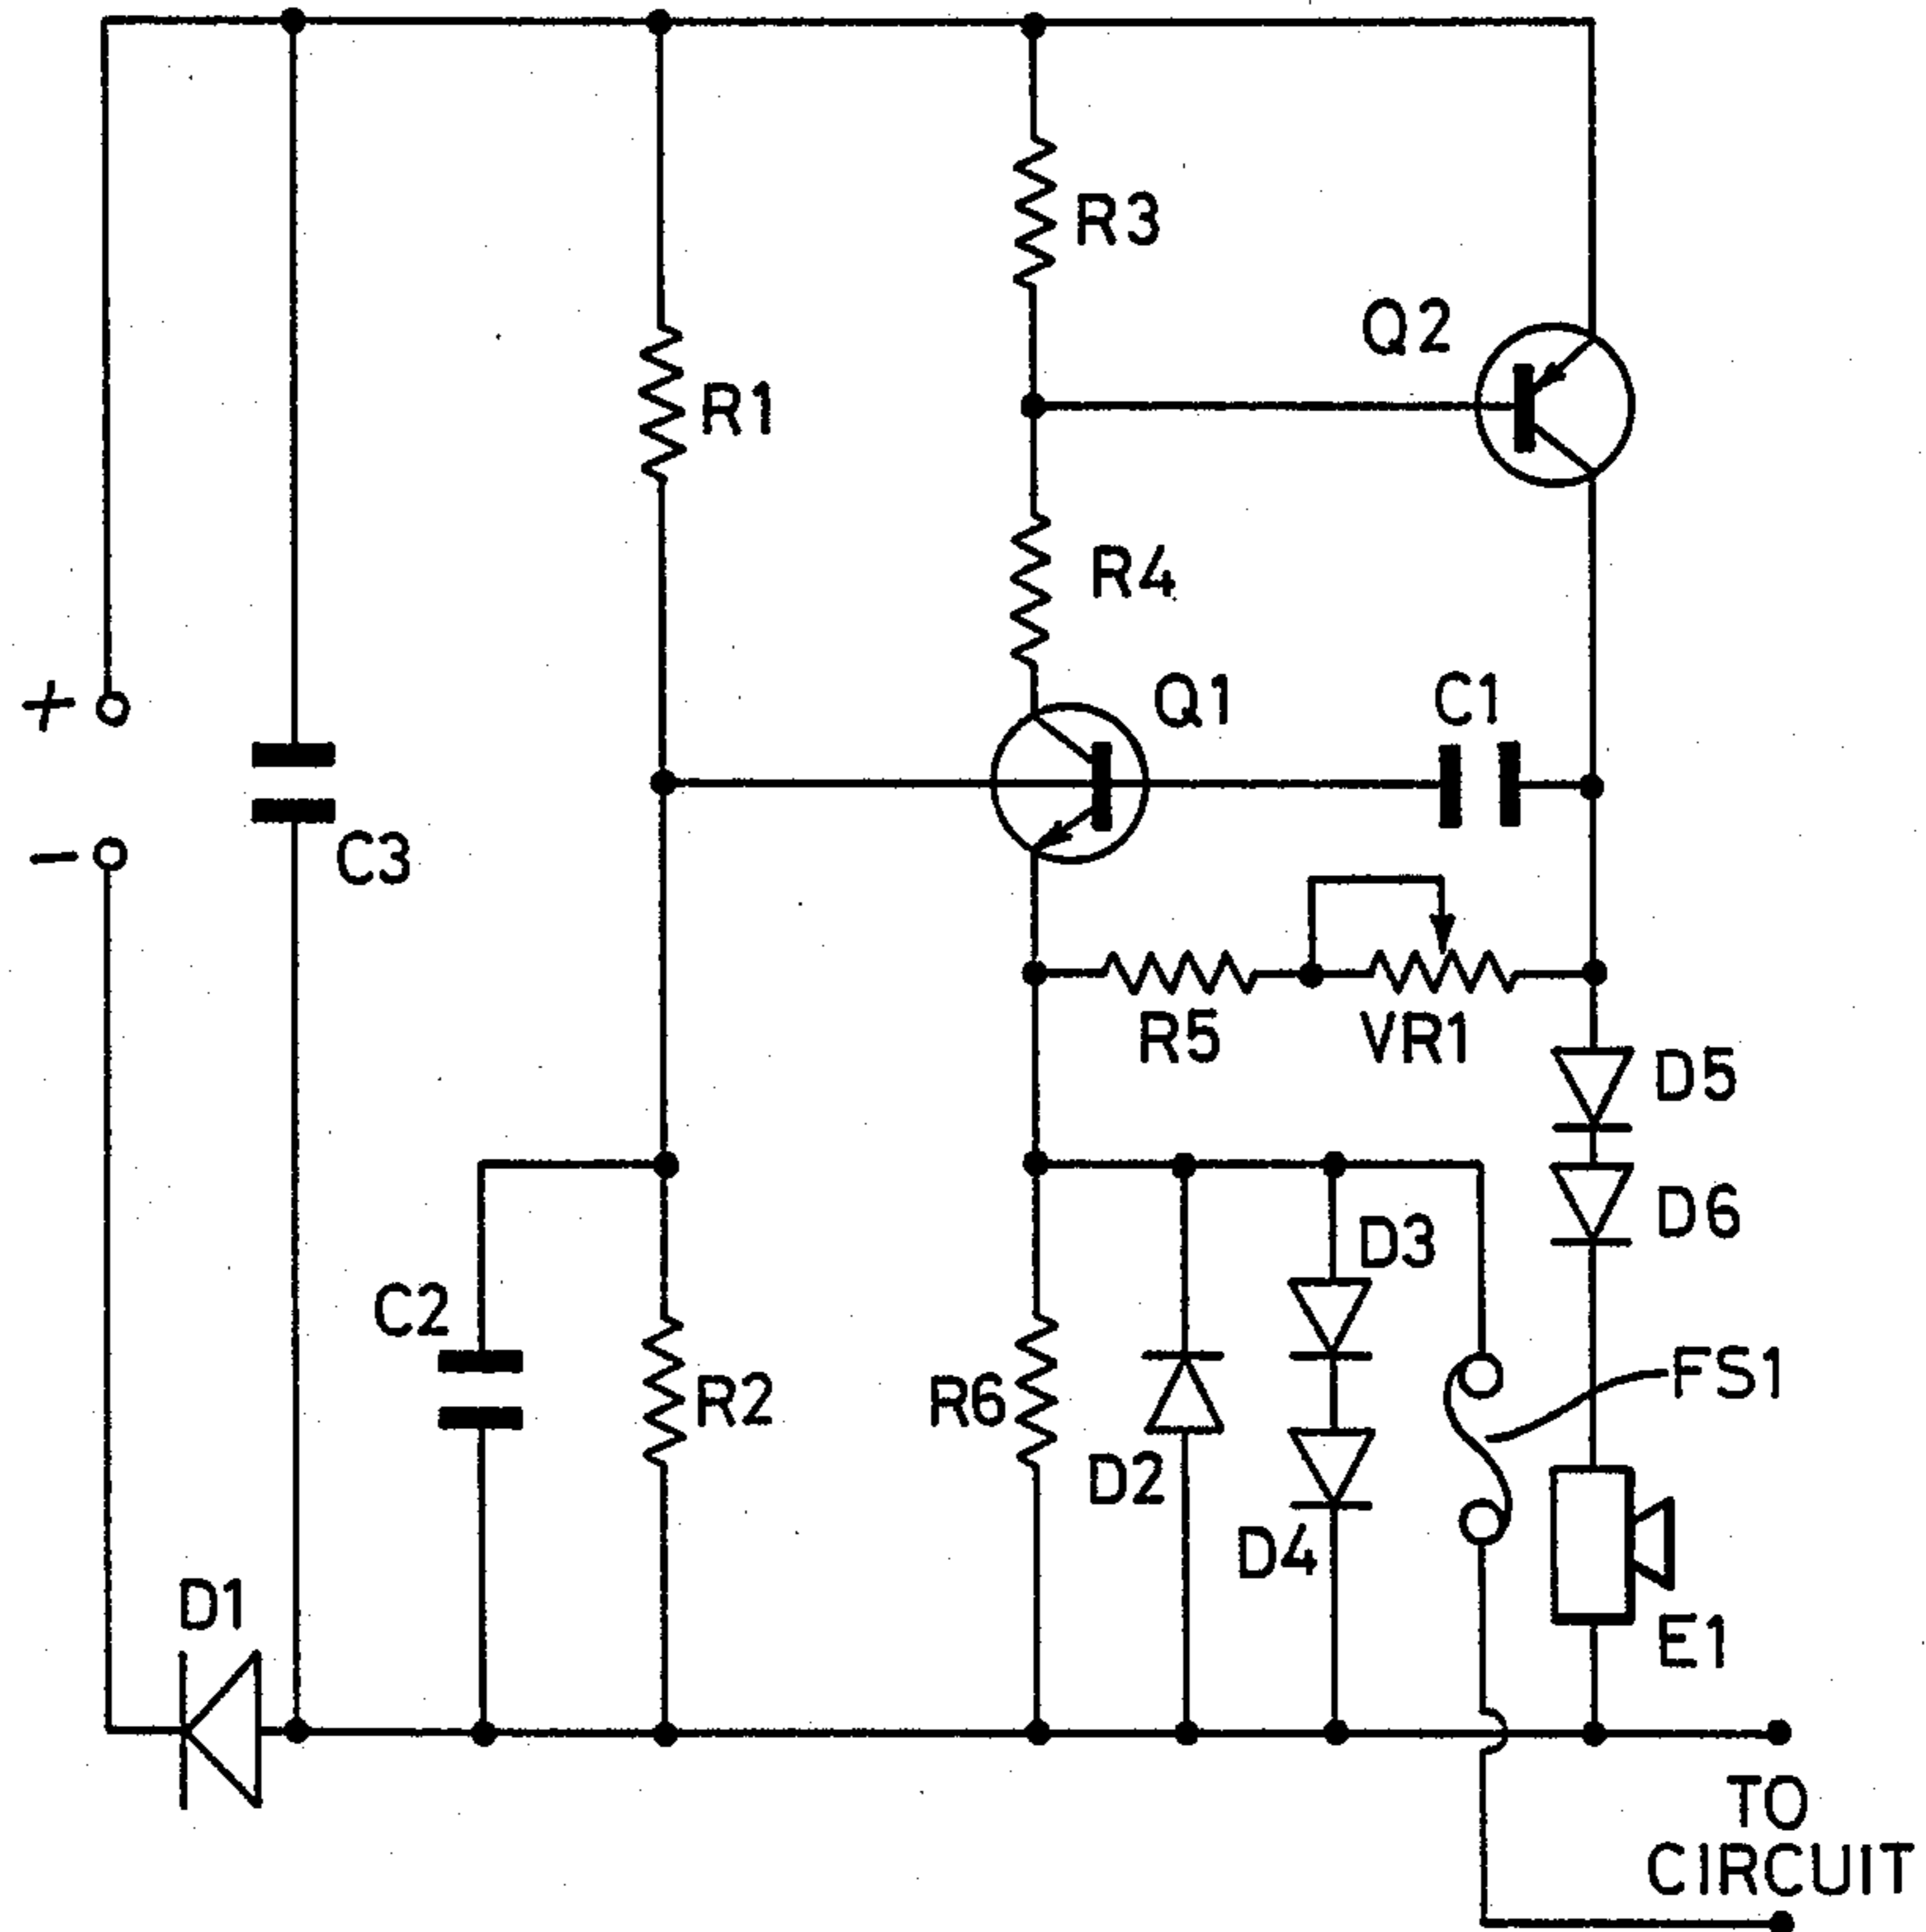 R3
Q2
R1
R4
Q1
C1
+
−
C3
R5
VR1
D5
D6
D3
C2
R2
R6
D2
FS1
D4
D1
E1
TO
CIRCUIT